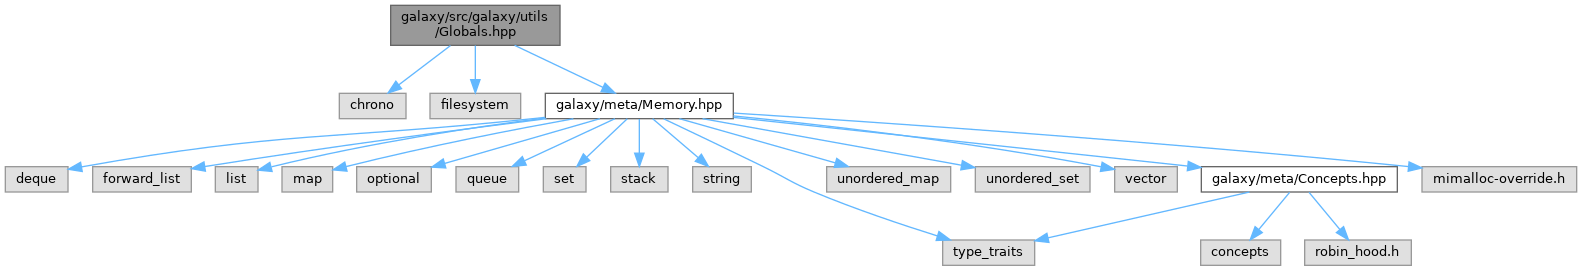 galaxy/src/galaxy/utils
/Globals.hpp
chrono
filesystem
galaxy/meta/Memory.hpp
deque
forward_list
list
map
optional
queue
set
stack
string
unordered_map
unordered_set
vector
galaxy/meta/Concepts.hpp
mimalloc-override.h
type_traits
concepts
robin_hood.h